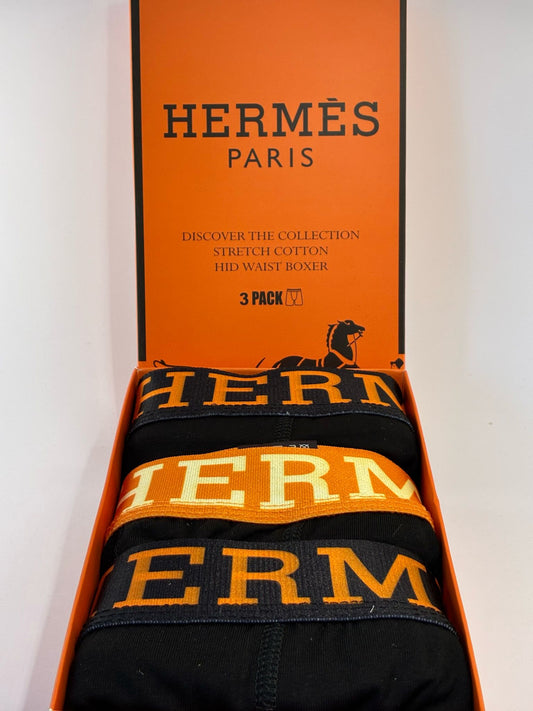 HERMÈS
PARIS
DISCOVER THE COLLECTION
STRETCH COTTON
HID WAIST BOXER
3 PACK
HERM
HERM
ERM